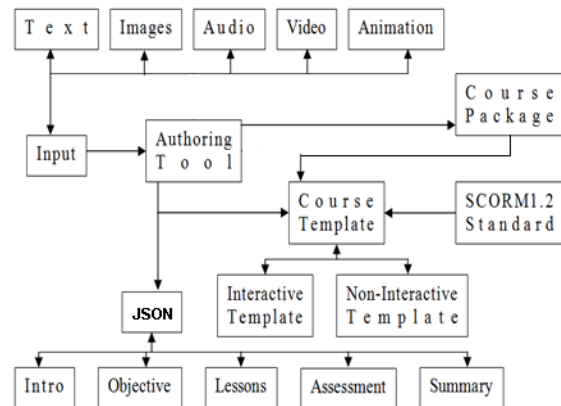 Text
Images
Audio
Video
Animation
Course
Package
Input
Authoring
Tool
Course
Template
SCORM1.2
Standard
Interactive
Template
Non-Interactive
Template
JSON
Intro
Objective
Lessons
Assessment
Summary